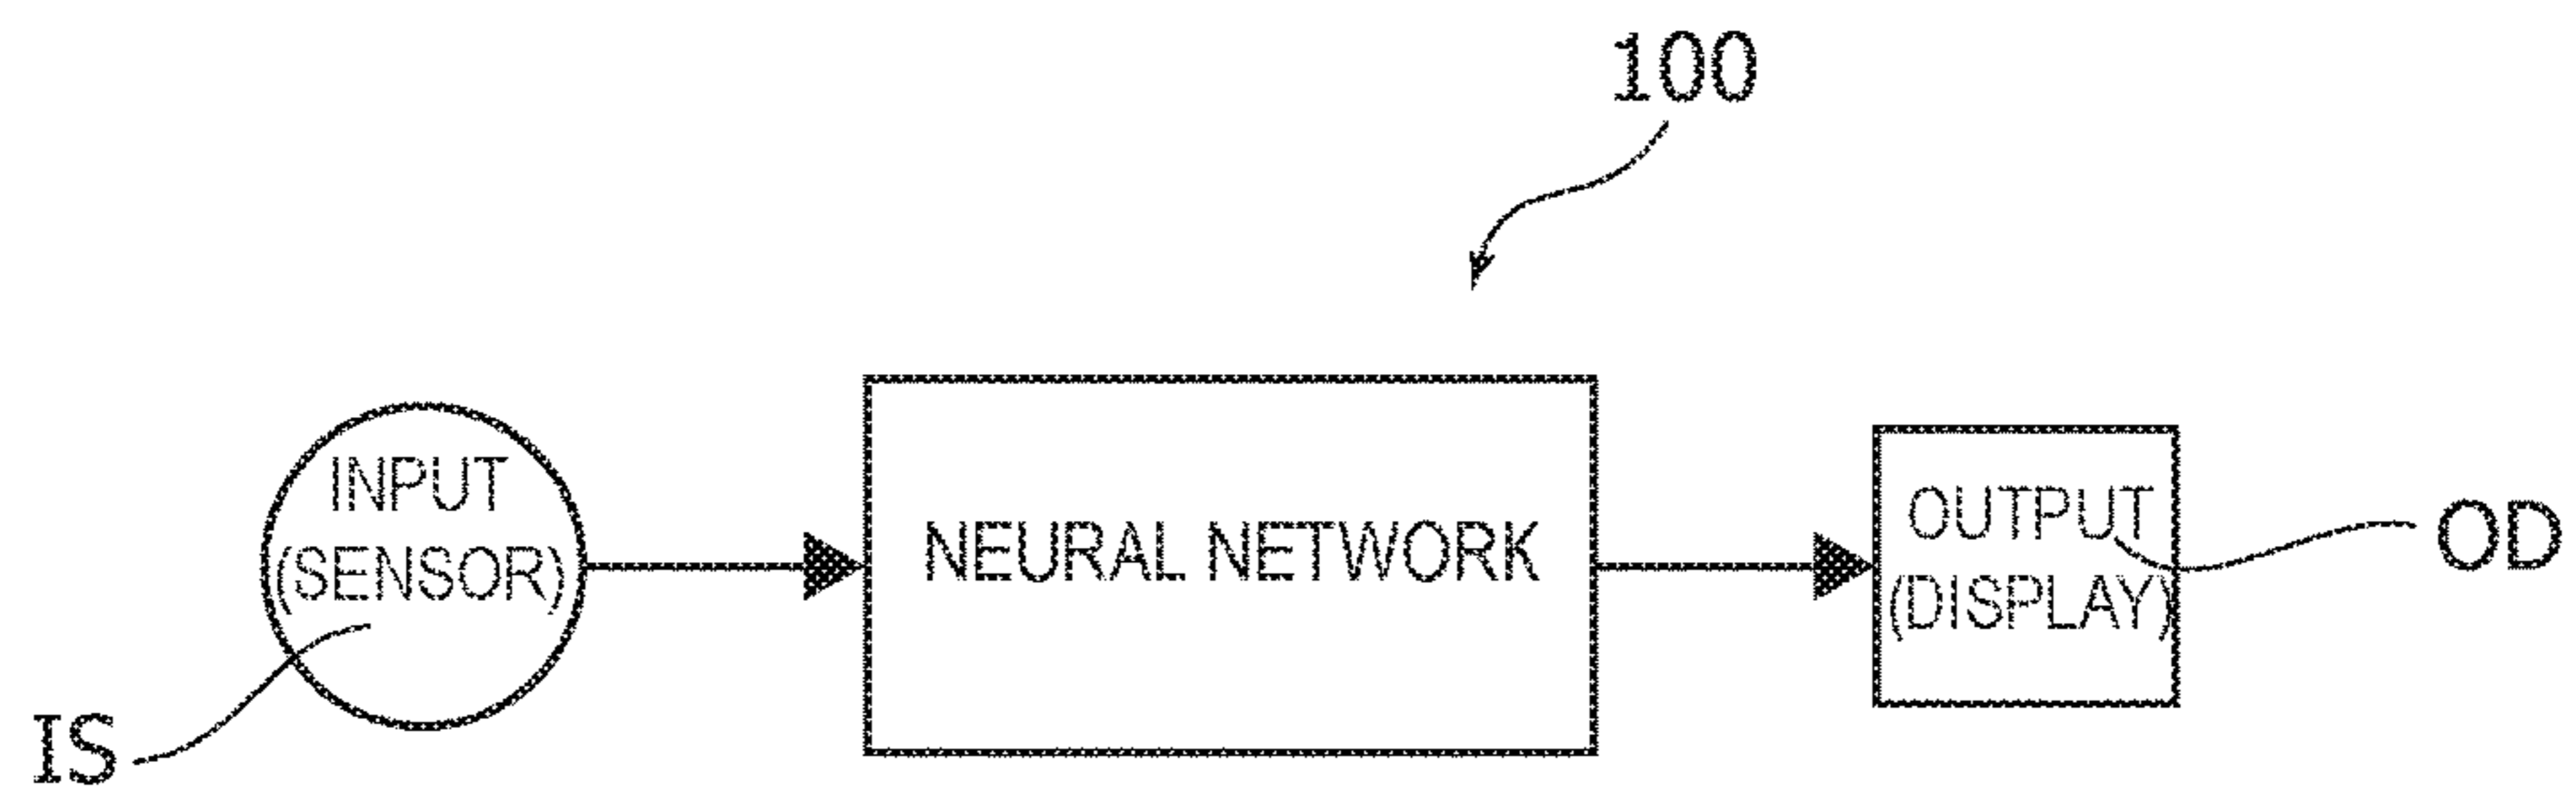 100
INPUT
(SENSOR)
NEURAL NETWORK
OUTPUT
(DISPLAY)
OD
IS